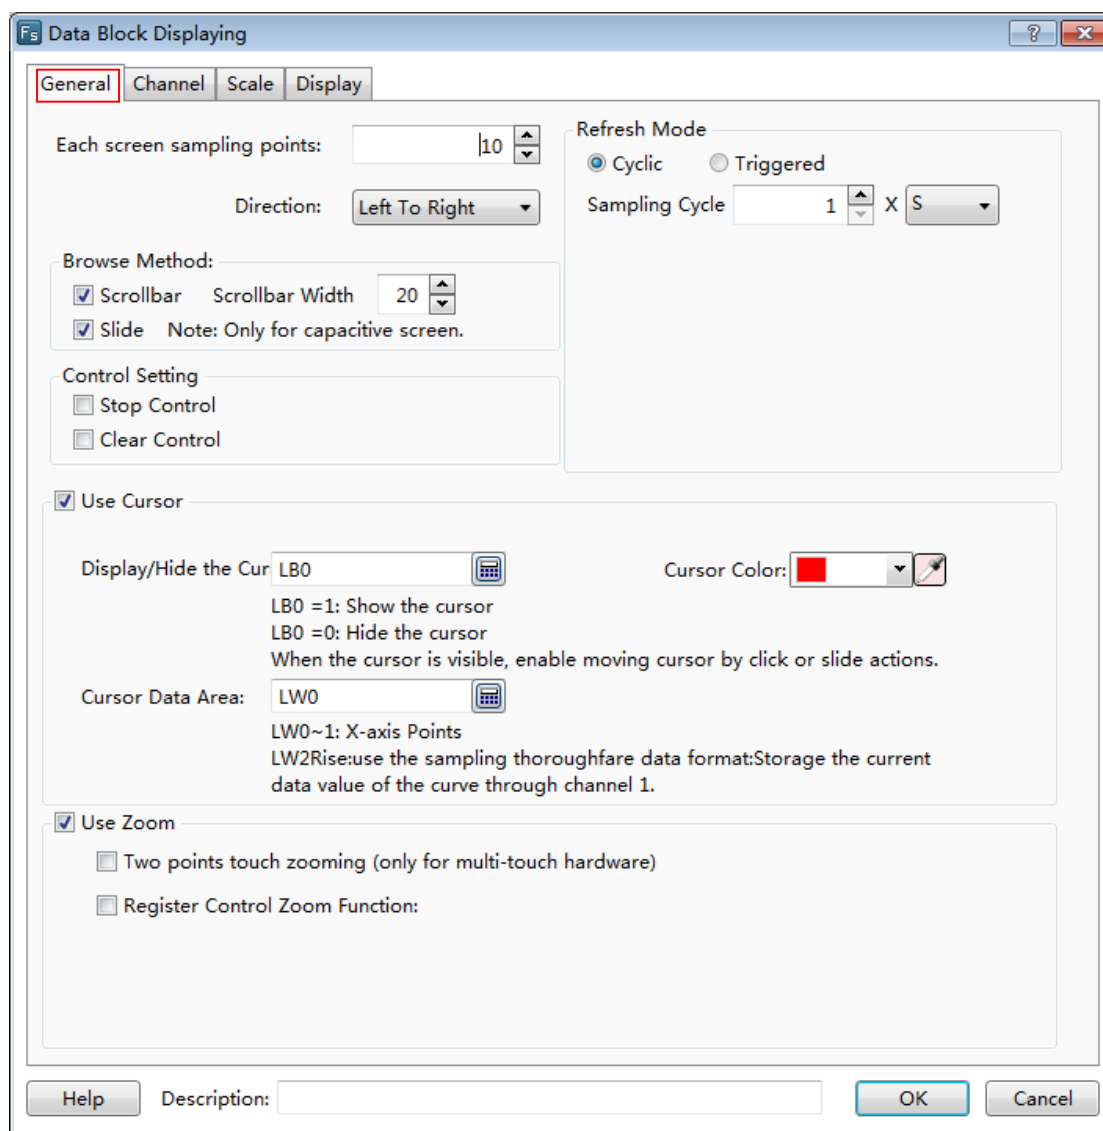 Fs Data Block Displaying ?
General Channel Scale Display
Each screen sampling points: 10
Direction: Left To Right
Refresh Mode
Cyclic Triggered
Sampling Cycle 1 X S
Browse Method:
Scrollbar Scrollbar Width 20
Slide Note: Only for capacitive screen.
Control Setting
Stop Control
Clear Control
Use Cursor
Display/Hide the Cur LB0
Cursor Color:
LB0 =1: Show the cursor
LB0 =0: Hide the cursor
When the cursor is visible, enable moving cursor by click or slide actions.
Cursor Data Area: LW0
LW0~1: X-axis Points
LW2Rise:use the sampling thoroughfare data format:Storage the current
data value of the curve through channel 1.
Use Zoom
Two points touch zooming (only for multi-touch hardware)
Register Control Zoom Function:
Help Description: OK Cancel